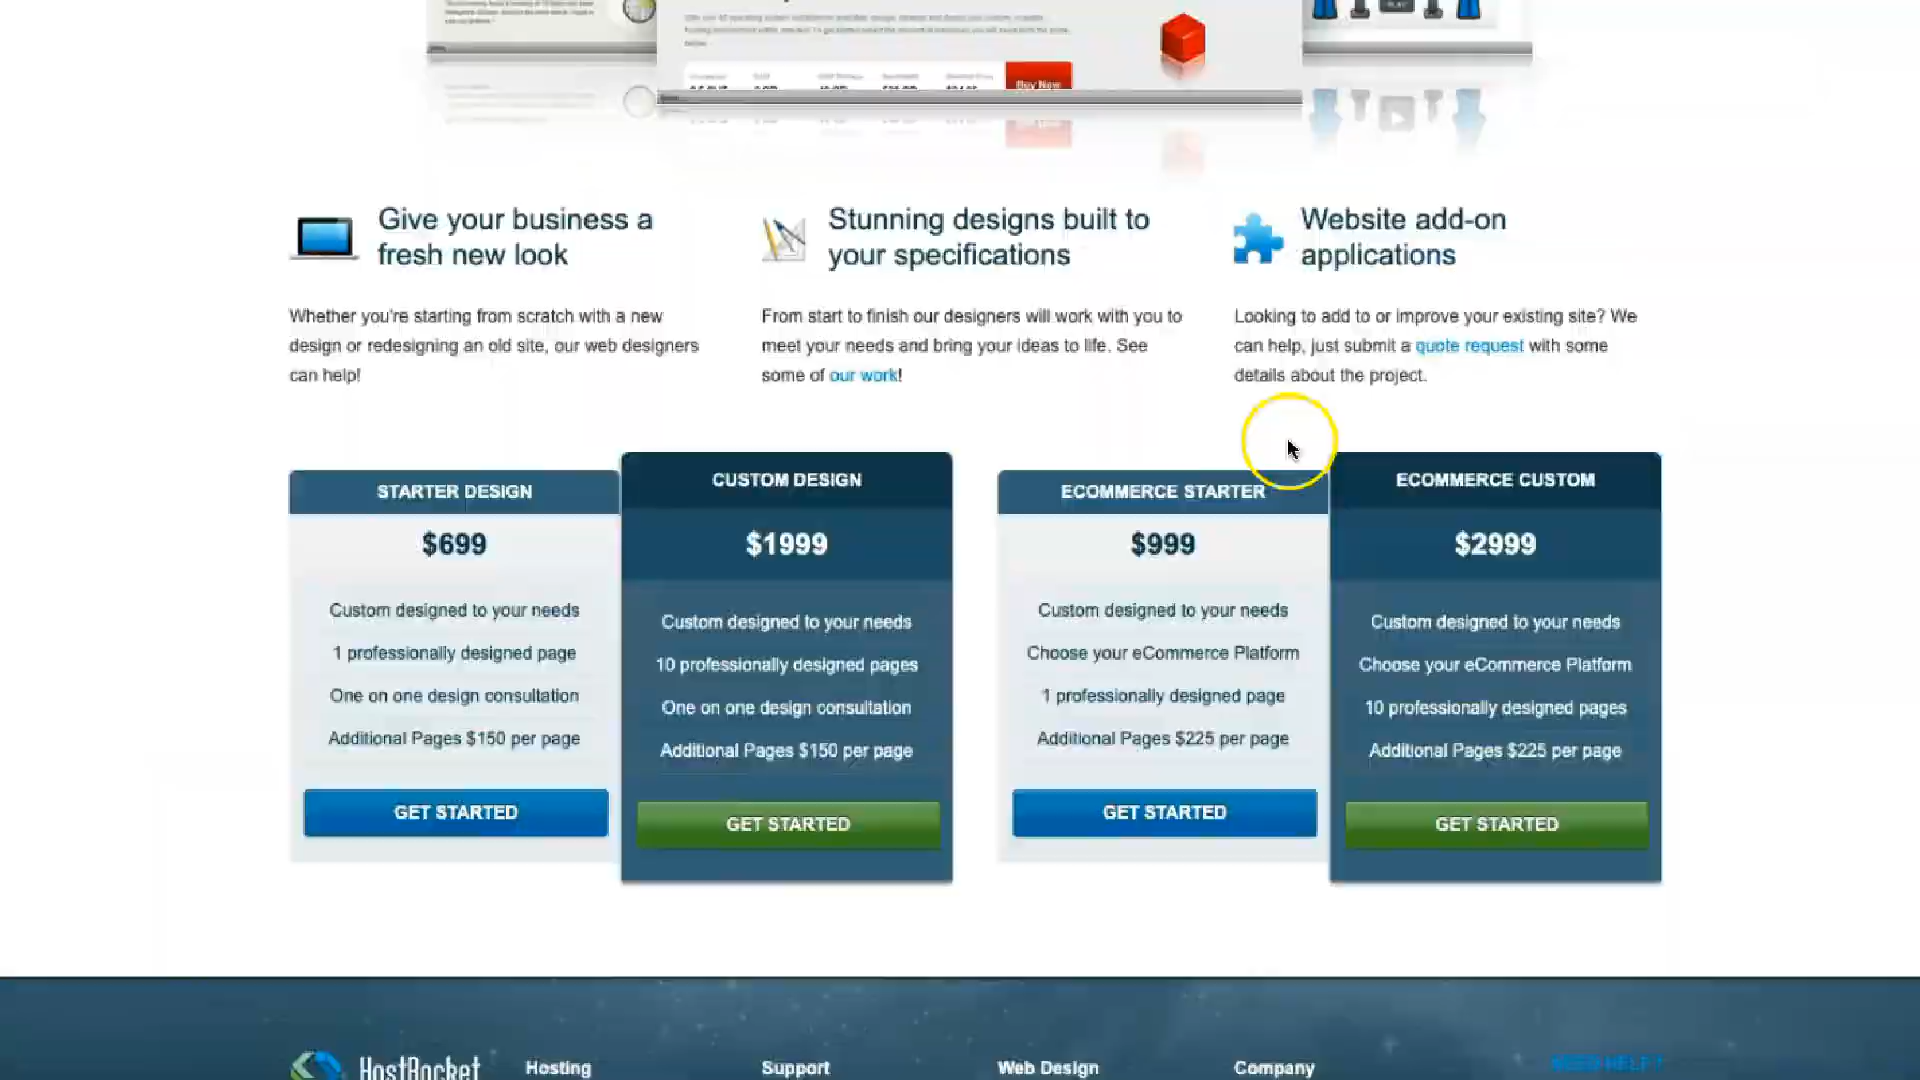 Buy Now
Give your business a
fresh new look
Whether you're starting from scratch with a new
design or redesigning an old site, our web designers
can help!
Stunning designs built to
your specifications
From start to finish our designers will work with you to
meet your needs and bring your ideas to life. See
some of our work!
Website add-on
applications
Looking to add to or improve your existing site? We
can help, just submit a quote request with some
details about the project.
STARTER DESIGN
$699
Custom designed to your needs
1 professionally designed page
One on one design consultation
Additional Pages $150 per page
GET STARTED
CUSTOM DESIGN
$1999
Custom designed to your needs
10 professionally designed pages
One on one design consultation
Additional Pages $150 per page
GET STARTED
ECOMMERCE STARTER
$999
Custom designed to your needs
Choose your eCommerce Platform
1 professionally designed page
Additional Pages $225 per page
GET STARTED
ECOMMERCE CUSTOM
$2999
Custom designed to your needs
Choose your eCommerce Platform
10 professionally designed pages
Additional Pages $225 per page
GET STARTED
HostRocket
Hosting
Support
Web Design
Company
NEED HELP?